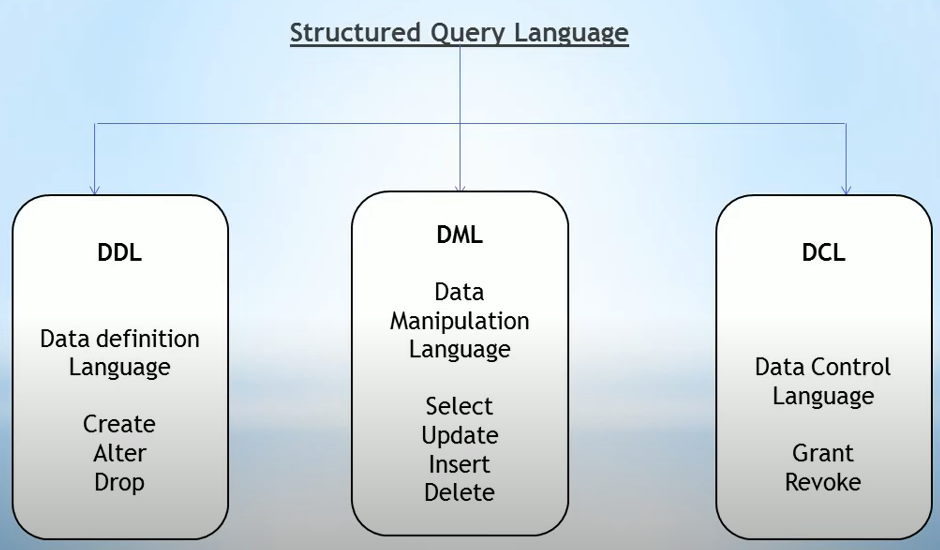 Structured Query Language
DDL
Data definition
Language
Create
Alter
Drop
DML
Data
Manipulation
Language
Select
Update
Insert
Delete
DCL
Data Control
Language
Grant
Revoke